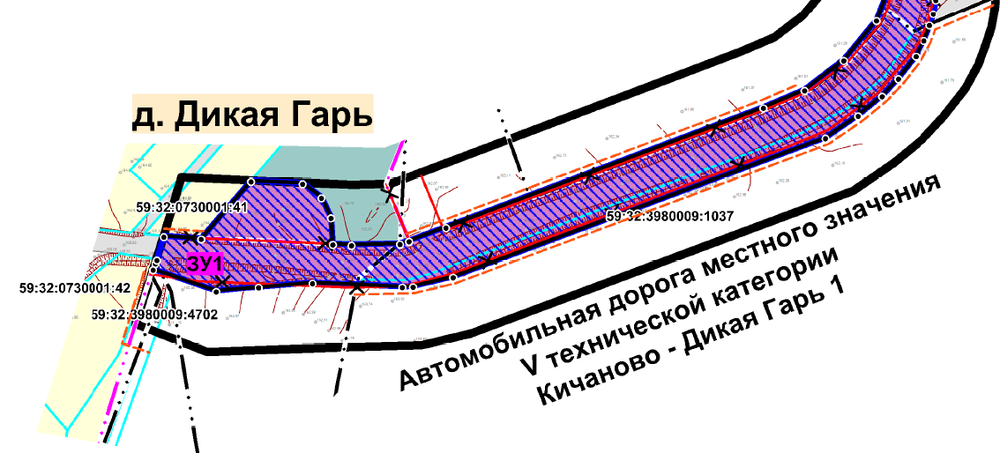 д. Дикая Гарь
59:32:0730001:41
59:32:3980009:1037
ЗУ1
59:32:0730001:42
59:32:3980009:4702
Автомобильная дорога местного значения
V технической категории
Кичаново - Дикая Гарь 1